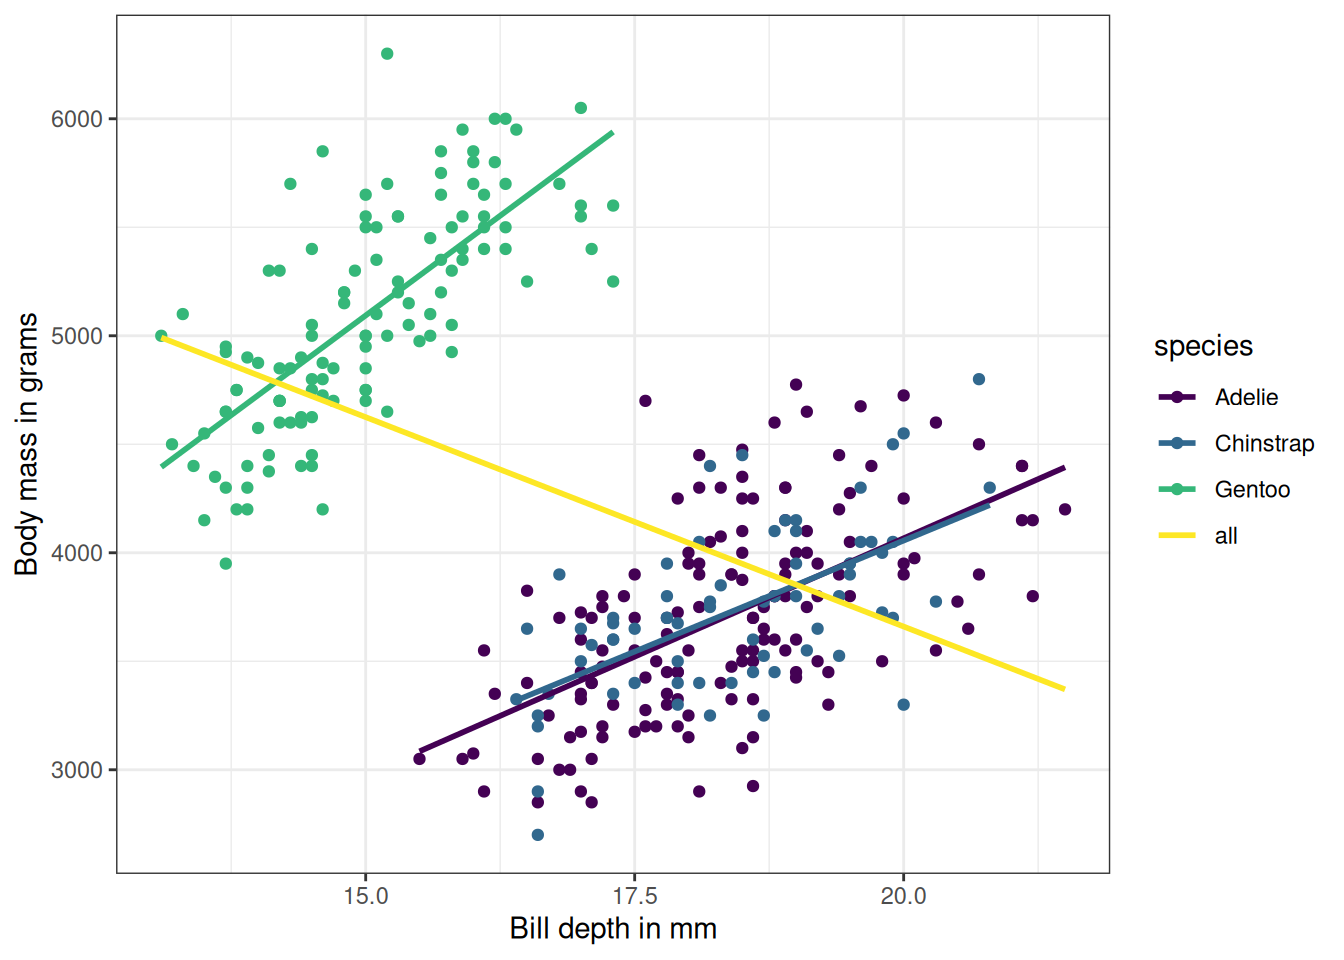 6000
5000
4000
3000
Body mass in grams
15.0
17.5
20.0
Bill depth in mm
species
Adelie
Chinstrap
Gentoo
all